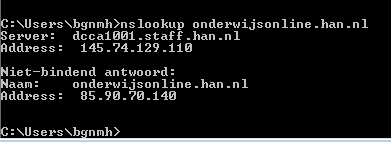 C:\Users\bgnmh>nslookup onderwijsonline.han.nl
Server:  dcca1001.staff.han.nl
Address:  145.74.129.110
Niet-bindend antwoord:
Naam:    onderwijsonline.han.nl
Address:  85.90.70.140
C:\Users\bgnmh>